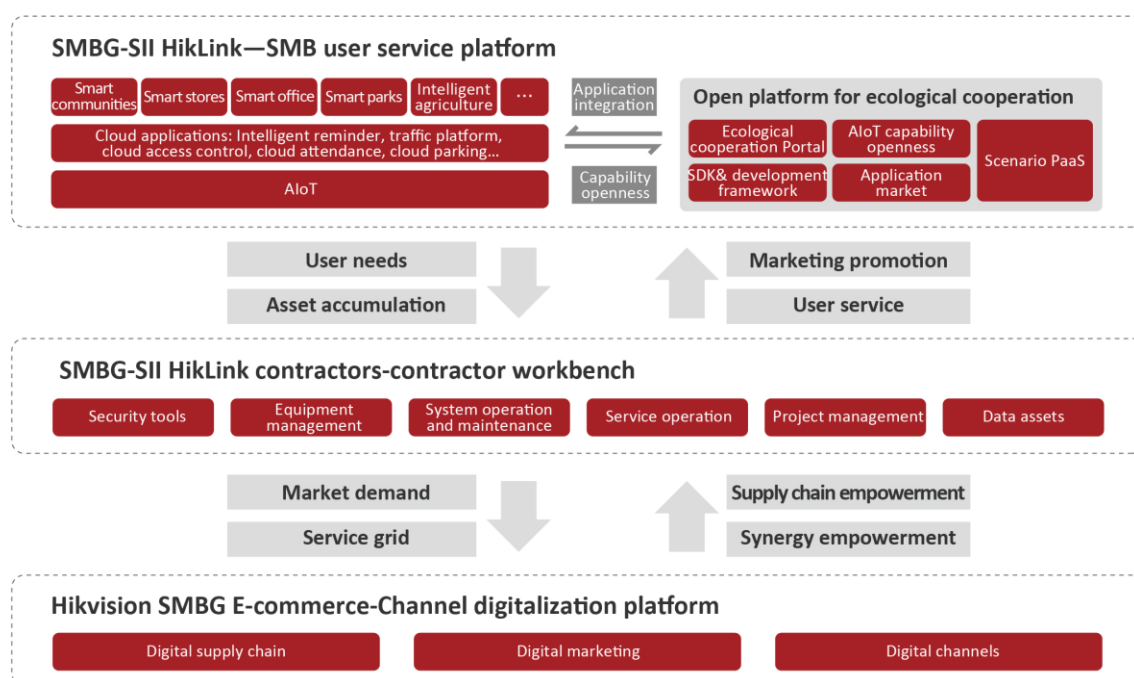 SMBG-SII HikLink—SMB user service platform
Smart
communities
Smart stores
Smart office
Smart parks
Intelligent
agriculture
...
Cloud applications: Intelligent reminder, traffic platform,
cloud access control, cloud attendance, cloud parking...
AIoT
Application
integration
Capability
openness
Open platform for ecological cooperation
Ecological
cooperation Portal
AIoT capability
openness
SDK& development
framework
Application
market
Scenario PaaS
User needs
Asset accumulation
Marketing promotion
User service
SMBG-SII HikLink contractors-contractor workbench
Security tools
Equipment
management
System operation
and maintenance
Service operation
Project management
Data assets
Market demand
Service grid
Supply chain empowerment
Synergy empowerment
Hikvision SMBG E-commerce-Channel digitalization platform
Digital supply chain
Digital marketing
Digital channels